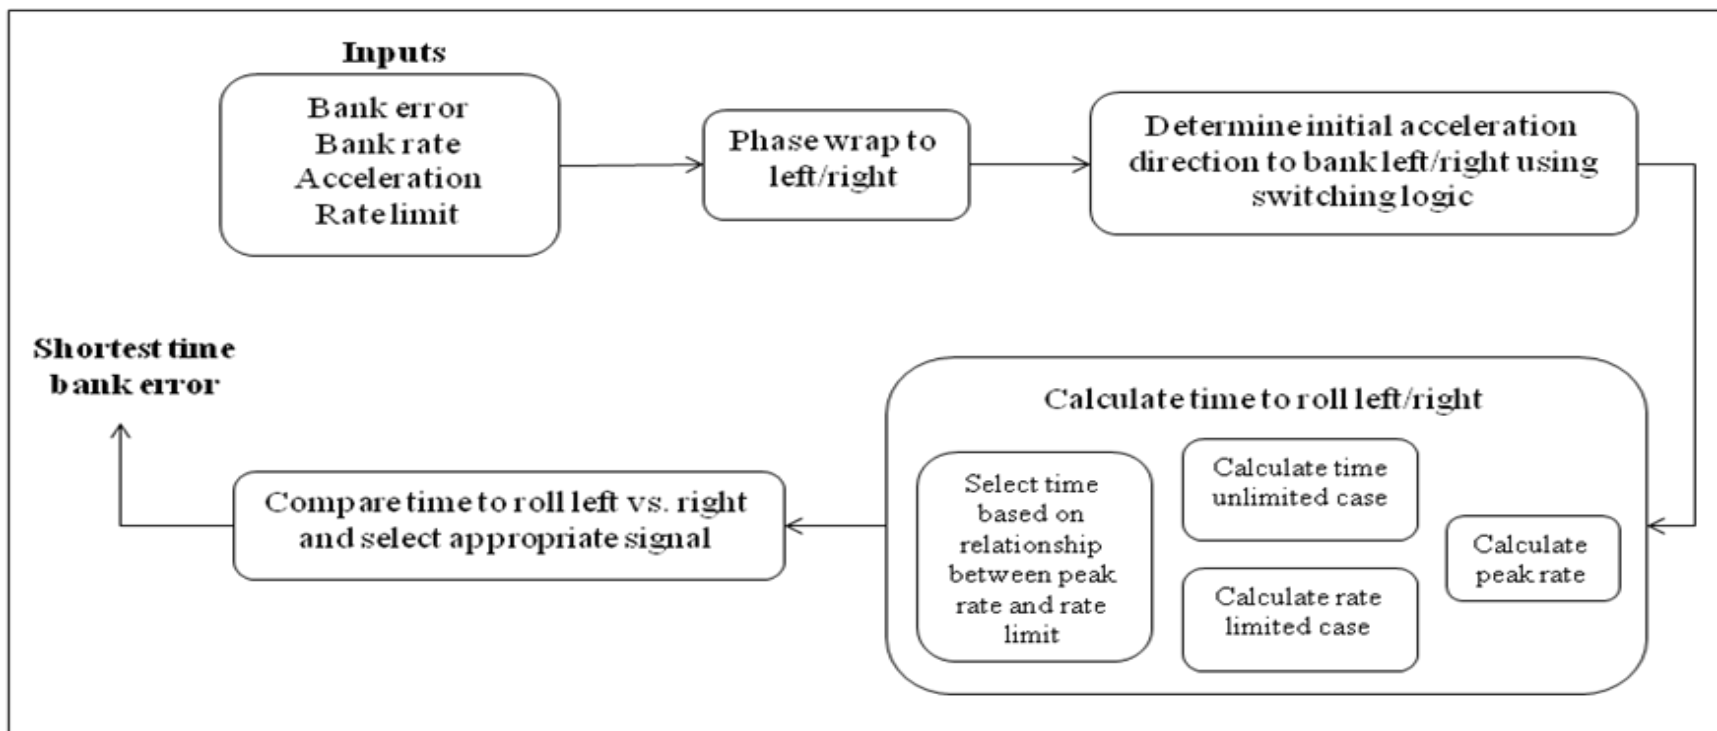 Inputs
Bank error
Bank rate
Acceleration
Rate limit
Phase wrap to
left/right
Determine initial acceleration
direction to bank left/right using
switching logic
Calculate time to roll left/right
Calculate peak rate
Calculate time
unlimited case
Calculate rate
limited case
Select time
based on
relationship
between peak
rate and rate
limit
Compare time to roll left vs. right
and select appropriate signal
Shortest time
bank error